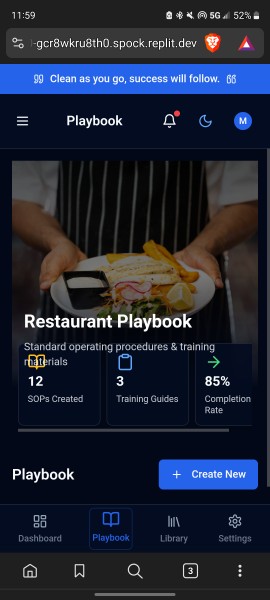 11:59
5G
52%
-gcr8wkru8th0.spock.replit.dev
Clean as you go, success will follow.
Playbook
M
Restaurant Playbook
Standard operating procedures & training
materials
12
SOPs Created
3
Training Guides
85%
Completion
Rate
Playbook
+ Create New
Dashboard
Playbook
Library
Settings
3